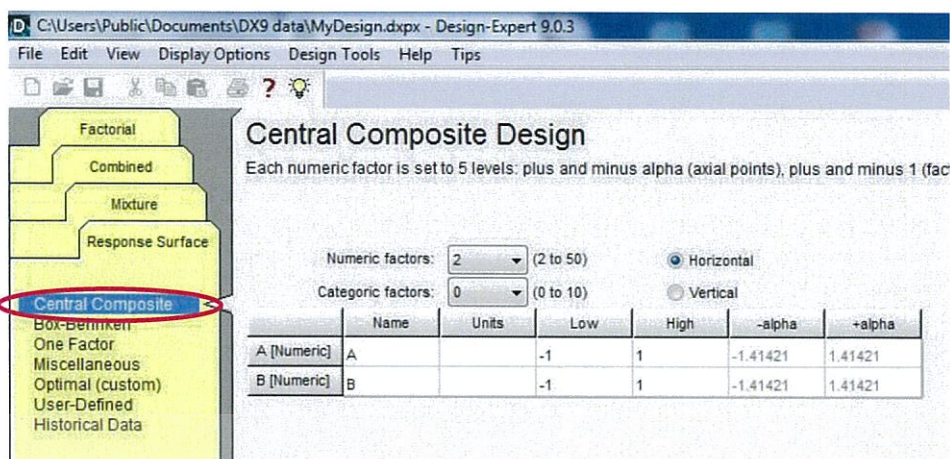 C:\Users\Public\Documents\DX9 data\MyDesign.dxpx - Design-Expert 9.0.3
File Edit View Display Options Design Tools Help Tips
Factorial
Combined
Mixture
Response Surface
Central Composite
Box-Behnken
One Factor
Miscellaneous
Optimal (custom)
User-Defined
Historical Data
Central Composite Design
Each numeric factor is set to 5 levels: plus and minus alpha (axial points), plus and minus 1 (fac
Numeric factors: 2 (2 to 50) Horizontal
Categoric factors: 0 (0 to 10) Vertical
Name Units Low High -alpha +alpha
A [Numeric] A -1 1 -1.41421 1.41421
B [Numeric] B -1 1 -1.41421 1.41421